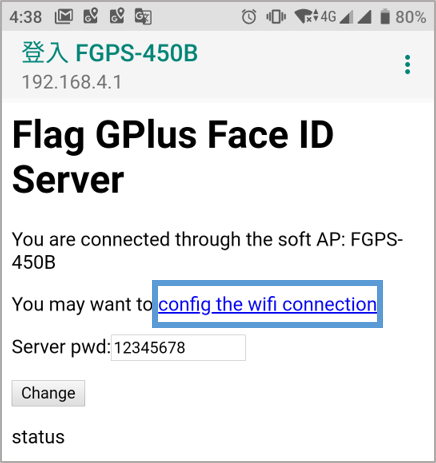 4:38 4G 80%
登入 FGPS-450B
192.168.4.1
Flag GPlus Face ID
Server
You are connected through the soft AP: FGPS-
450B
You may want to config the wifi connection
Server pwd: 12345678
Change
status